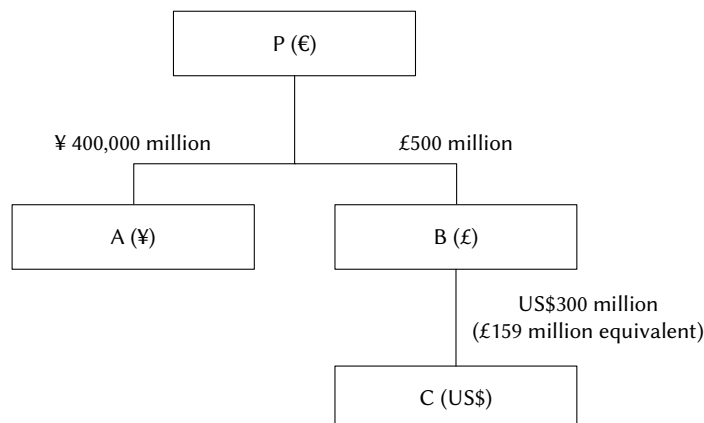 P (€)
¥ 400,000 million
£500 million
A (¥)
B (£)
US$300 million
(£159 million equivalent)
C (US$)